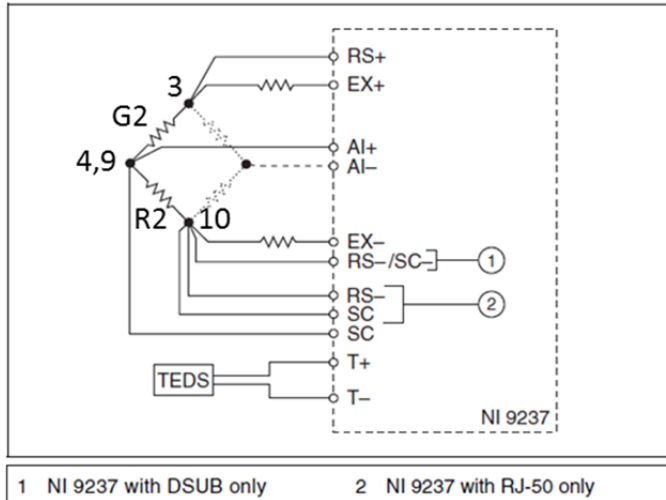 RS+
3
EX+
G2
AI+
4,9
AI–
R2
10
EX–
RS–/SC–
1
RS–
2
SC
SC
T+
TEDS
T–
NI 9237
1 NI 9237 with DSUB only 2 NI 9237 with RJ-50 only